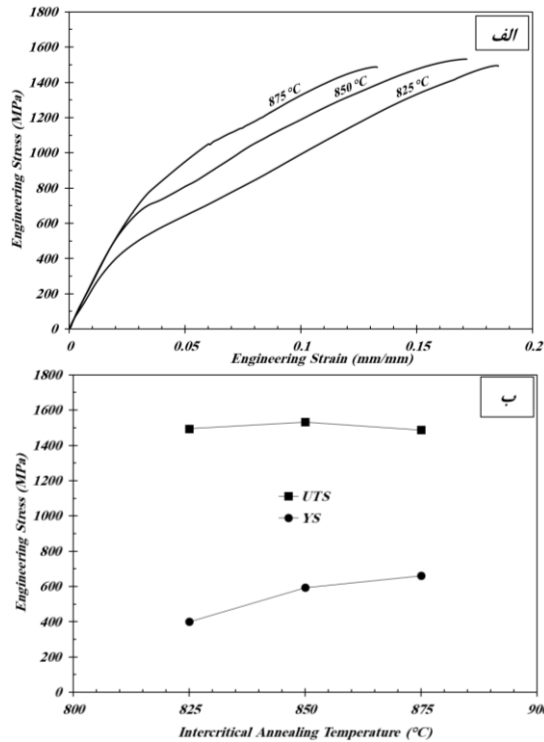 الف
1800
1600
1400
1200
1000
800
600
400
200
0
Engineering Stress (MPa)
875 °C
850 °C
825 °C
0 0.05 0.1 0.15 0.2
Engineering Strain (mm/mm)
ب
1800
1600
1400
1200
1000
800
600
400
200
0
Engineering Stress (MPa)
UTS
YS
800 825 850 875 900
Intercritical Annealing Temperature (°C)